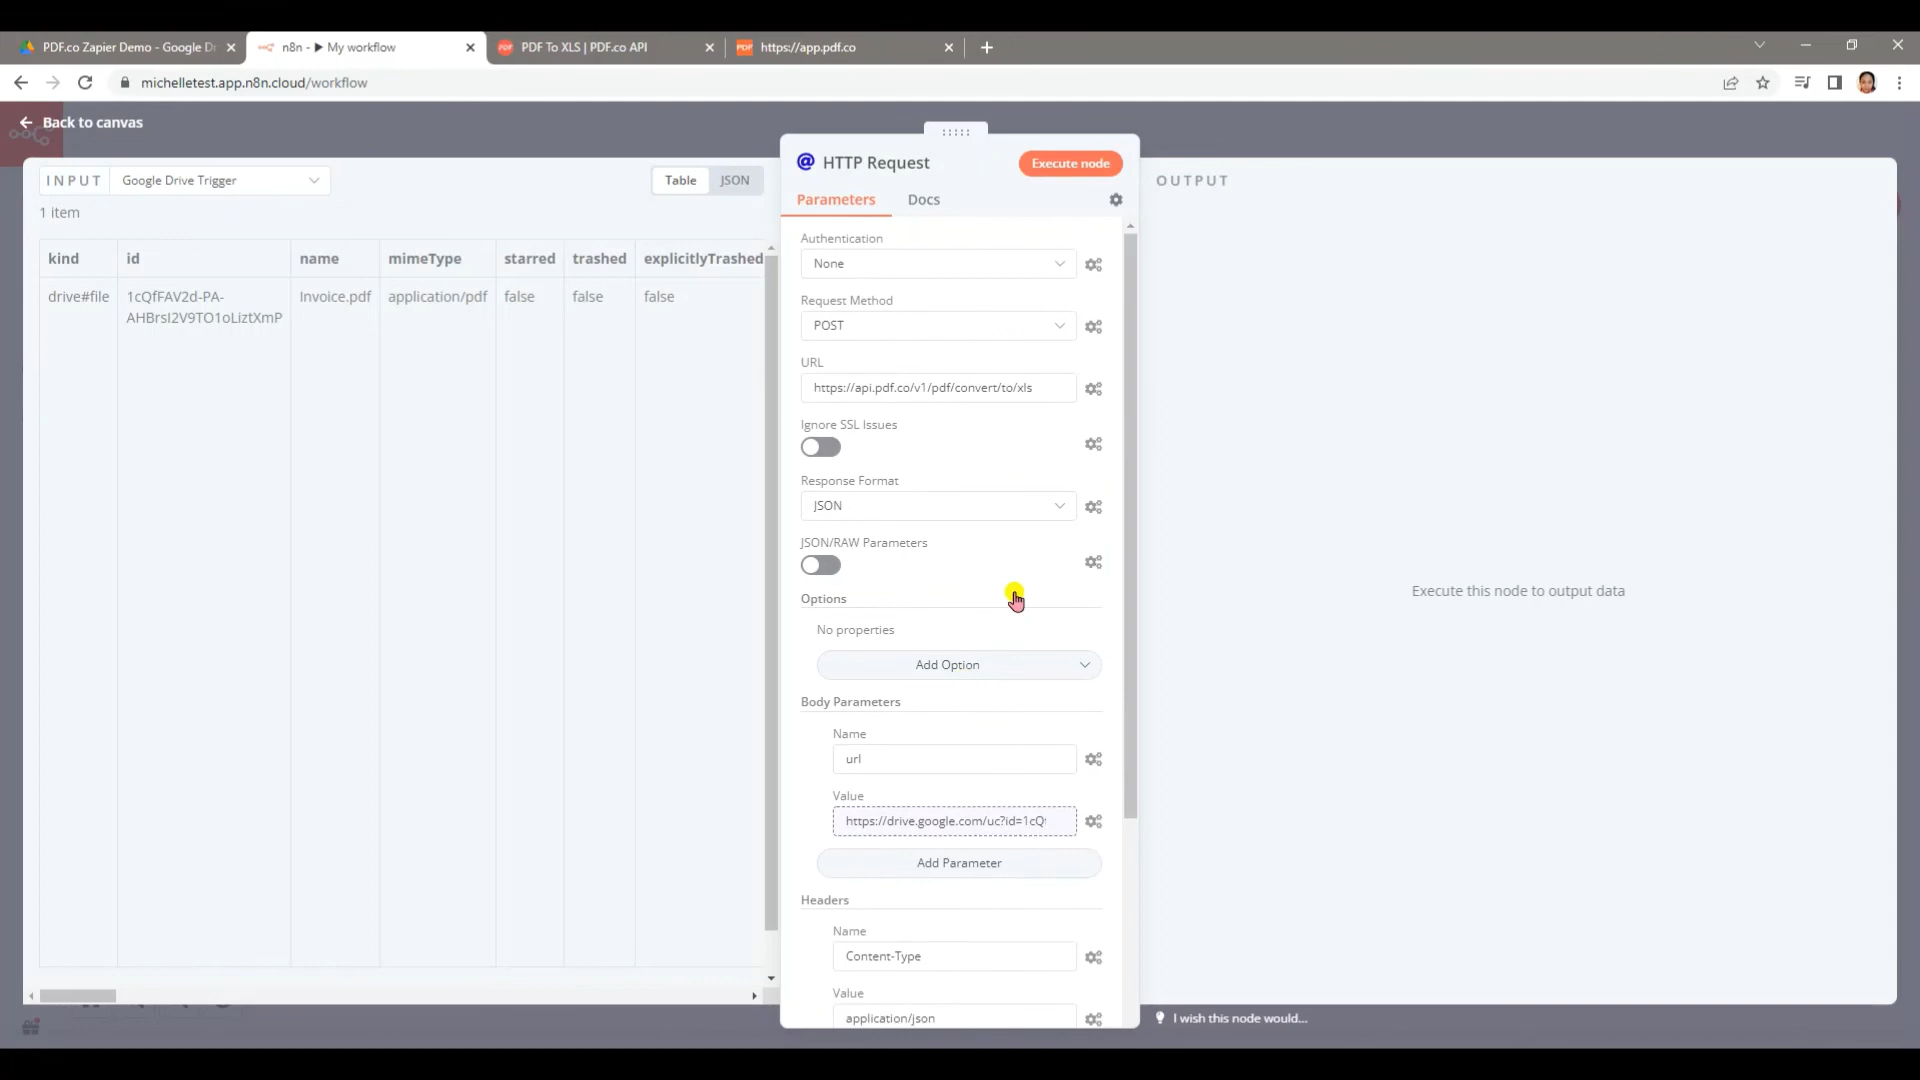 PDF.co Zapier Demo - Google Dr
n8n - ▶ My workflow
PDF To XLS | PDF.co API
https://app.pdf.co
michelletest.app.n8n.cloud/workflow
Back to canvas
INPUT
Google Drive Trigger
Table
JSON
1 item
kind
id
name
mimeType
starred
trashed
explicitlyTrashed
drive#file
1cQfFAV2d-PA-
AHBrsI2V9TO1oLiztXmP
Invoice.pdf
application/pdf
false
false
false
HTTP Request
Execute node
Parameters
Docs
Authentication
None
Request Method
POST
URL
https://api.pdf.co/v1/pdf/convert/to/xls
Ignore SSL Issues
Response Format
JSON
JSON/RAW Parameters
Options
No properties
Add Option
Body Parameters
Name
url
Value
https://drive.google.com/uc?id=1cQ
Add Parameter
Headers
Name
Content-Type
Value
application/json
OUTPUT
Execute this node to output data
I wish this node would...